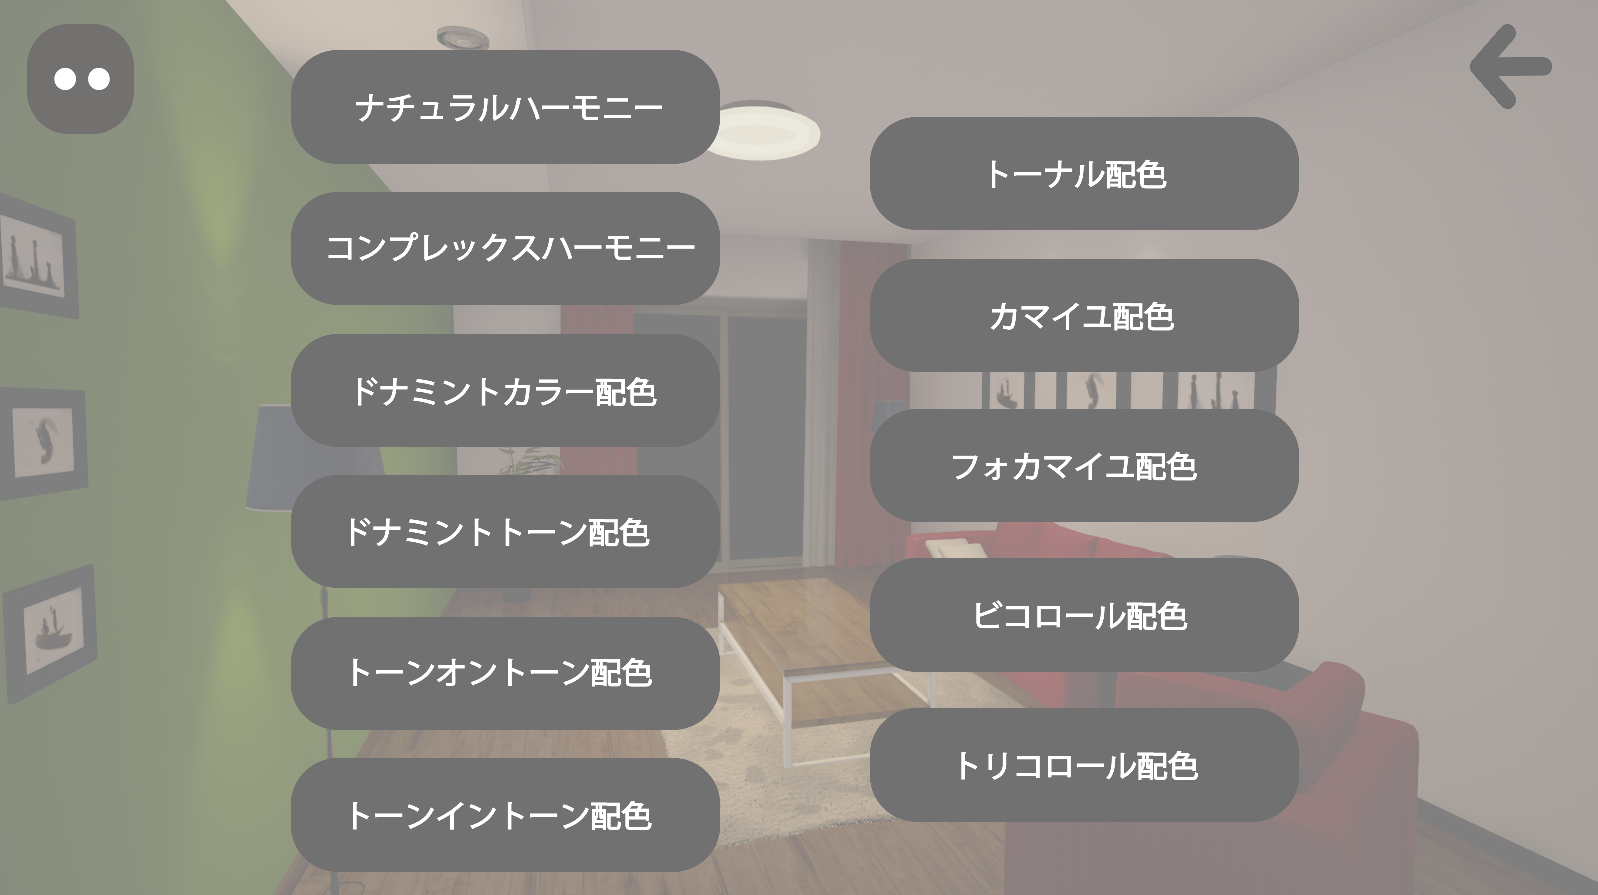 ナチュラルハーモニー
コンプレックスハーモニー
ドナミントカラー配色
ドナミントトーン配色
トーンオントーン配色
トーンイントーン配色
トーナル配色
カマイユ配色
フォカマイユ配色
ビコロール配色
トリコロール配色